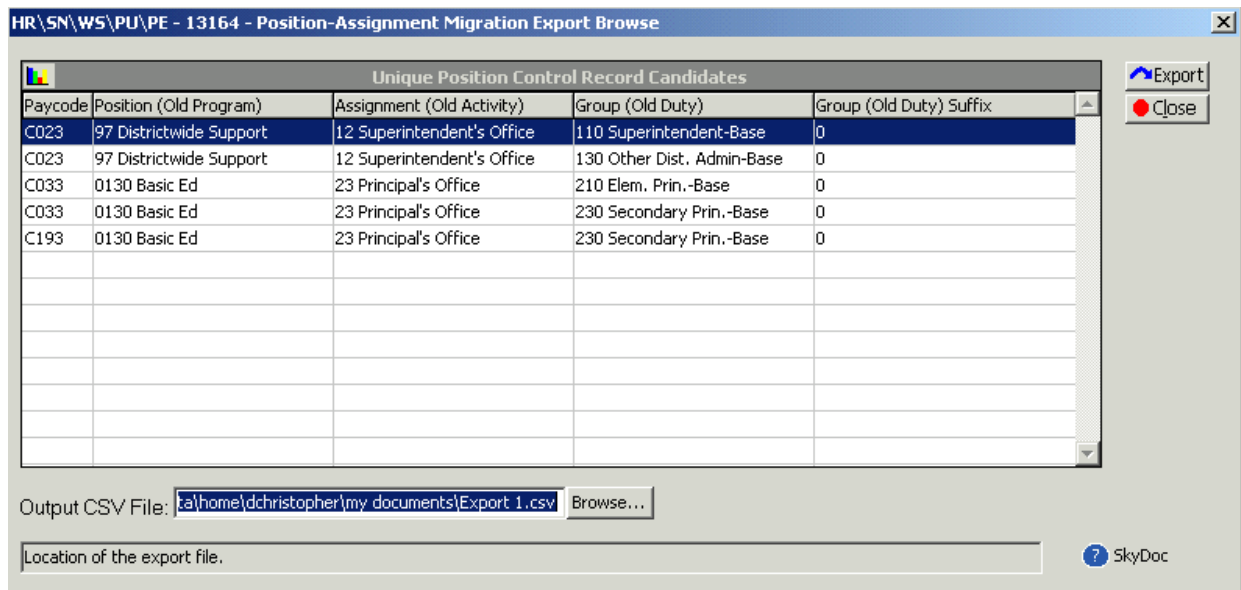 HR\SN\WS\PU\PE - 13164 - Position-Assignment Migration Export Browse
Unique Position Control Record Candidates
Export
Paycode Position (Old Program) Assignment (Old Activity) Group (Old Duty) Group (Old Duty) Suffix
Close
C023 97 Districtwide Support 12 Superintendent's Office 110 Superintendent-Base 0
C023 97 Districtwide Support 12 Superintendent's Office 130 Other Dist. Admin-Base 0
C033 0130 Basic Ed 23 Principal's Office 210 Elem. Prin.-Base 0
C033 0130 Basic Ed 23 Principal's Office 230 Secondary Prin.-Base 0
C193 0130 Basic Ed 23 Principal's Office 230 Secondary Prin.-Base 0
Output CSV File: ta\home\dchristopher\my documents\Export 1.csv Browse...
Location of the export file.
? SkyDoc